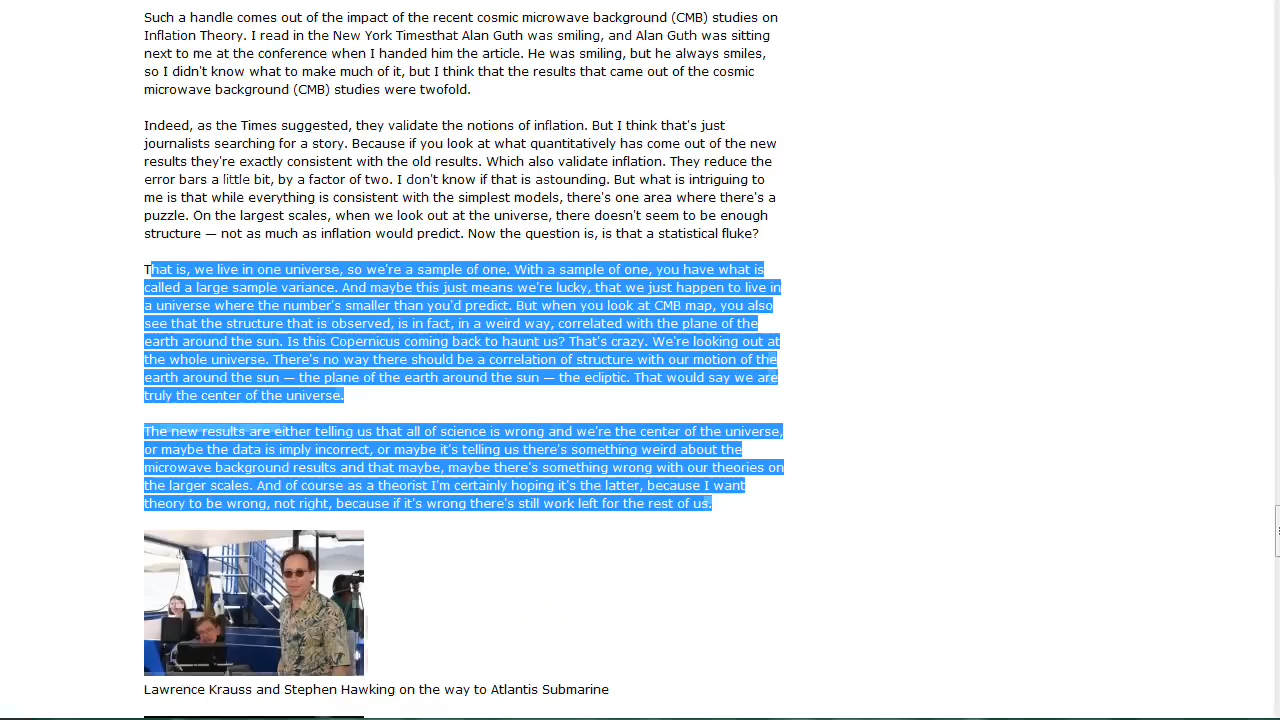 Such a handle comes out of the impact of the recent cosmic microwave background (CMB) studies on
Inflation Theory. I read in the New York Timesthat Alan Guth was smiling, and Alan Guth was sitting
next to me at the conference when I handed him the article. He was smiling, but he always smiles,
so I didn't know what to make much of it, but I think that the results that came out of the cosmic
microwave background (CMB) studies were twofold.
Indeed, as the Times suggested, they validate the notions of inflation. But I think that's just
journalists searching for a story. Because if you look at what quantitatively has come out of the new
results they're exactly consistent with the old results. Which also validate inflation. They reduce the
error bars a little bit, by a factor of two. I don't know if that is astounding. But what is intriguing to
me is that while everything is consistent with the simplest models, there's one area where there's a
puzzle. On the largest scales, when we look out at the universe, there doesn't seem to be enough
structure — not as much as inflation would predict. Now the question is, is that a statistical fluke?
That is, we live in one universe, so we're a sample of one. With a sample of one, you have what is
called a large sample variance. And maybe this just means we're lucky, that we just happen to live in
a universe where the number's smaller than you'd predict. But when you look at CMB map, you also
see that the structure that is observed, is in fact, in a weird way, correlated with the plane of the
earth around the sun. Is this Copernicus coming back to haunt us? That's crazy. We're looking out at
the whole universe. There's no way there should be a correlation of structure with our motion of the
earth around the sun — the plane of the earth around the sun — the ecliptic. That would say we are
truly the center of the universe.
The new results are either telling us that all of science is wrong and we're the center of the universe,
or maybe the data is imply incorrect, or maybe it's telling us there's something weird about the
microwave background results and that maybe, maybe there's something wrong with our theories on
the larger scales. And of course as a theorist I'm certainly hoping it's the latter, because I want
theory to be wrong, not right, because if it's wrong there's still work left for the rest of us.
Lawrence Krauss and Stephen Hawking on the way to Atlantis Submarine